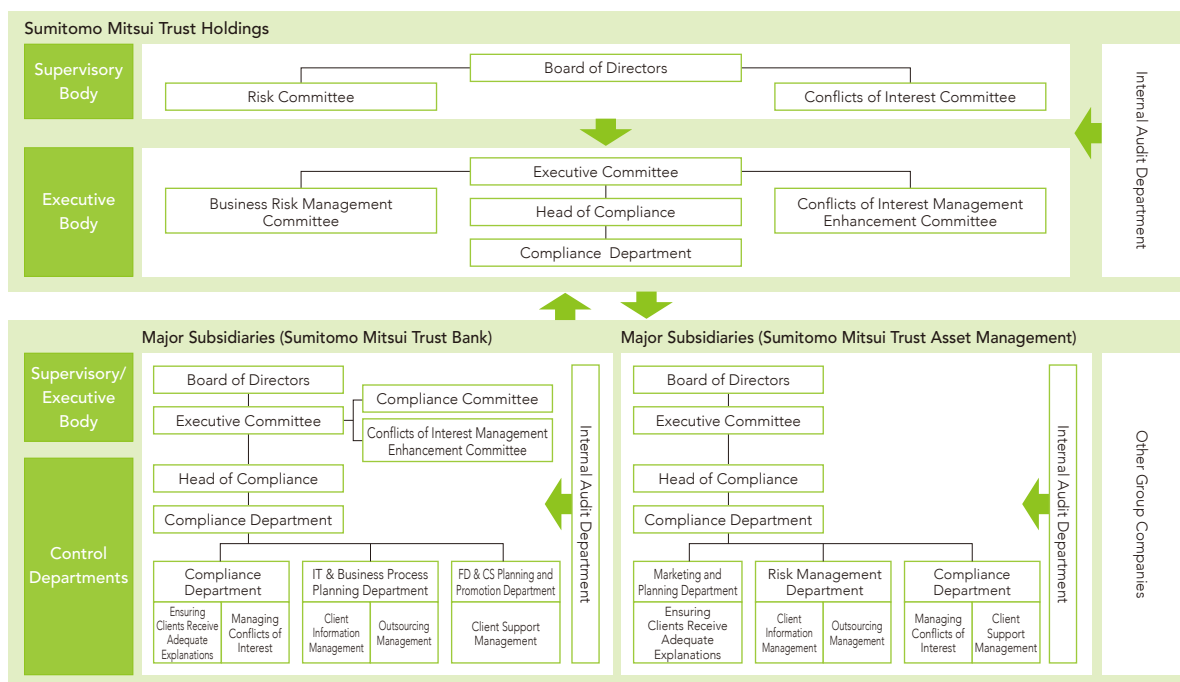 Sumitomo Mitsui Trust Holdings
Supervisory
Body
Board of Directors
Risk Committee
Conflicts of Interest Committee
Executive
Body
Executive Committee
Business Risk Management
Committee
Head of Compliance
Conflicts of Interest Management
Enhancement Committee
Compliance Department
Internal Audit Department
Major Subsidiaries (Sumitomo Mitsui Trust Bank)
Supervisory/
Executive
Body
Board of Directors
Executive Committee
Compliance Committee
Conflicts of Interest Management
Enhancement Committee
Control
Departments
Head of Compliance
Compliance Department
Compliance
Department
Ensuring
Clients Receive
Adequate
Explanations
Managing
Conflicts of
Interest
IT & Business Process
Planning Department
Client
Information
Management
Outsourcing
Management
FD & CS Planning and
Promotion Department
Client Support
Management
Internal Audit Department
Major Subsidiaries (Sumitomo Mitsui Trust Asset Management)
Board of Directors
Executive Committee
Head of Compliance
Compliance Department
Marketing and
Planning Department
Ensuring
Clients Receive
Adequate
Explanations
Risk Management
Department
Client
Information
Management
Outsourcing
Management
Compliance
Department
Managing
Conflicts of
Interest
Client
Support
Management
Internal Audit Department
Other Group Companies